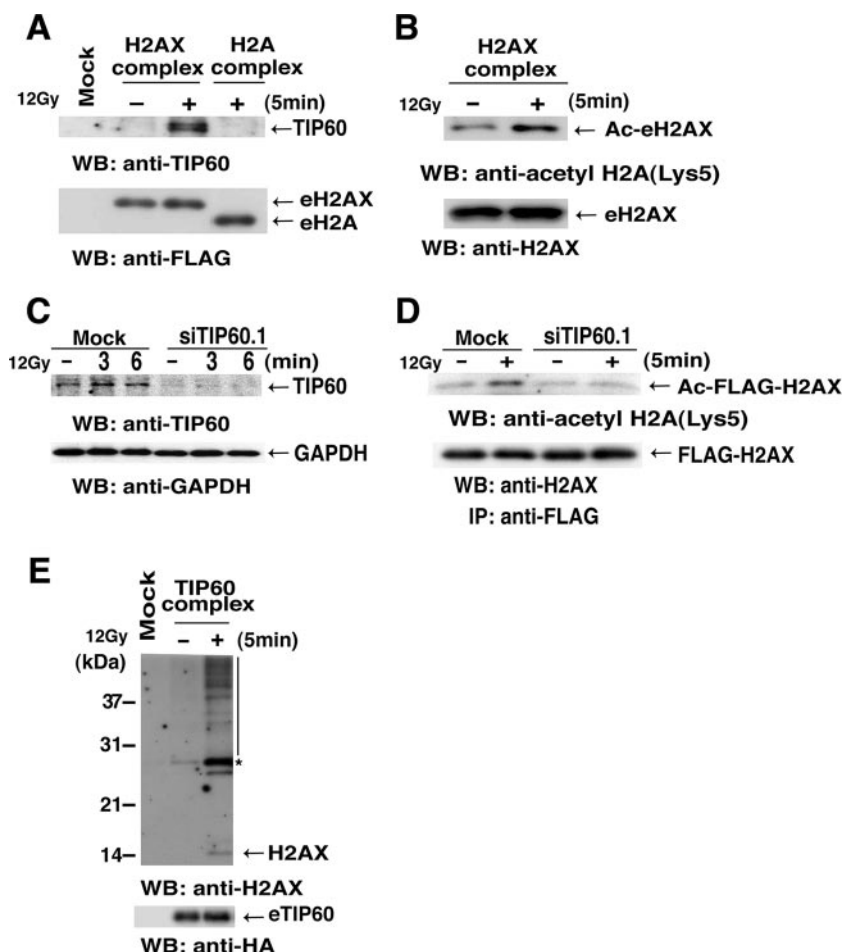 A
Mock
H2AX complex
H2A complex
12Gy − + + (5min)
←TIP60
WB: anti-TIP60
← eH2AX
← eH2A
WB: anti-FLAG
B
H2AX complex
12Gy − + (5min)
← Ac-eH2AX
WB: anti-acetyl H2A(Lys5)
← eH2AX
WB: anti-H2AX
C
Mock siTIP60.1
12Gy − 3 6 − 3 6 (min)
←TIP60
WB: anti-TIP60
← GAPDH
WB: anti-GAPDH
D
Mock siTIP60.1
12Gy − + − + (5min)
← Ac-FLAG-H2AX
WB: anti-acetyl H2A(Lys5)
← FLAG-H2AX
WB: anti-H2AX
IP: anti-FLAG
E
Mock
TIP60 complex
12Gy − + (5min)
(kDa)
37−
31−
*
21−
14−
← H2AX
WB: anti-H2AX
←eTIP60
WB: anti-HA